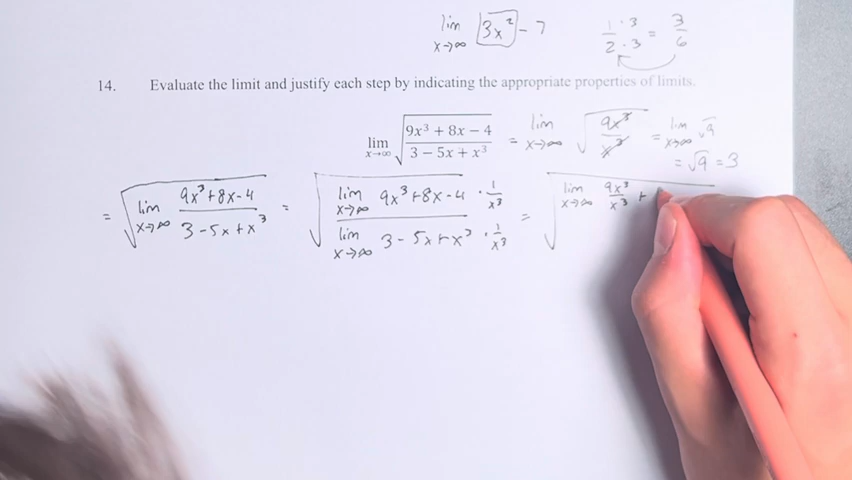 lim x→∞ 3x² - 7
1·3 / 2·3 = 3/6
14. Evaluate the limit and justify each step by indicating the appropriate properties of limits.
lim x→∞ √((9x³ + 8x − 4)/(3 − 5x + x³)) = lim x→∞ √(9x³/x³) = lim x→∞ √9
= √9 = 3
= √(lim x→∞ (9x³+8x-4)/(3-5x+x³)) = √((lim x→∞ 9x³+8x-4 · 1/x³)/(lim x→∞ 3-5x+x³ · 1/x³)) = √(lim x→∞ 9x³/x³ +